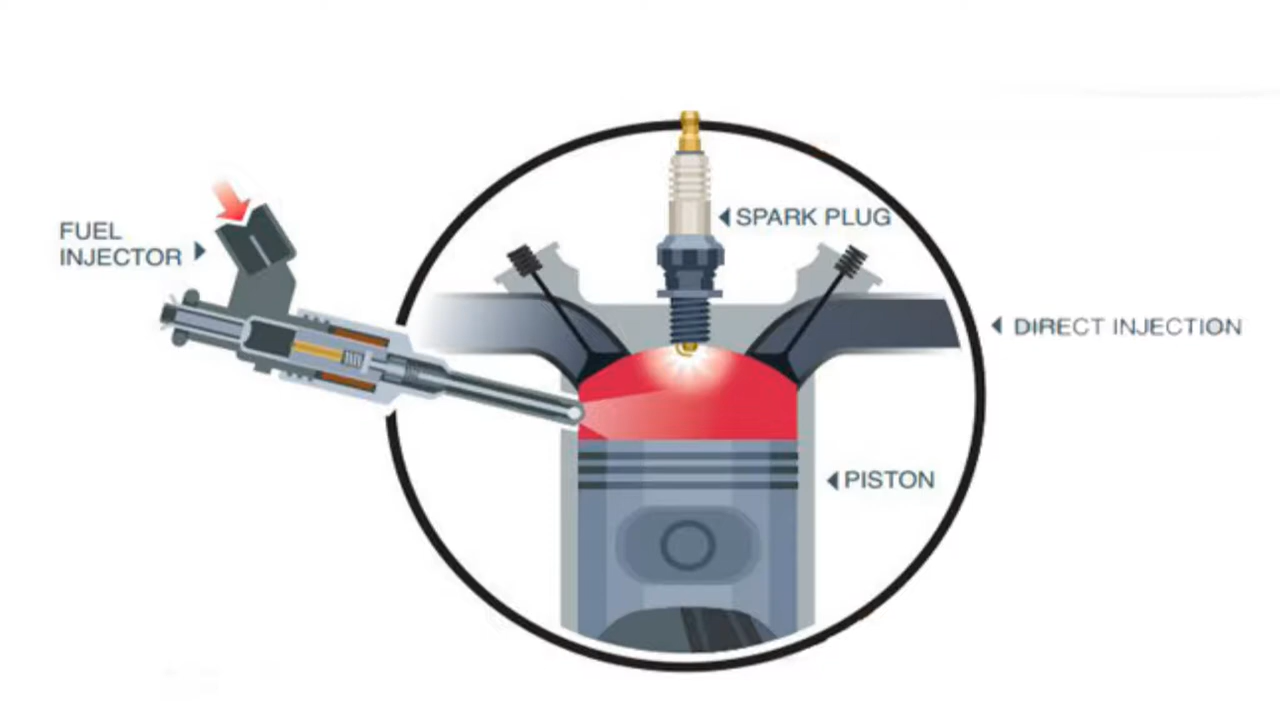 SPARK PLUG
FUEL
INJECTOR
DIRECT INJECTION
PISTON